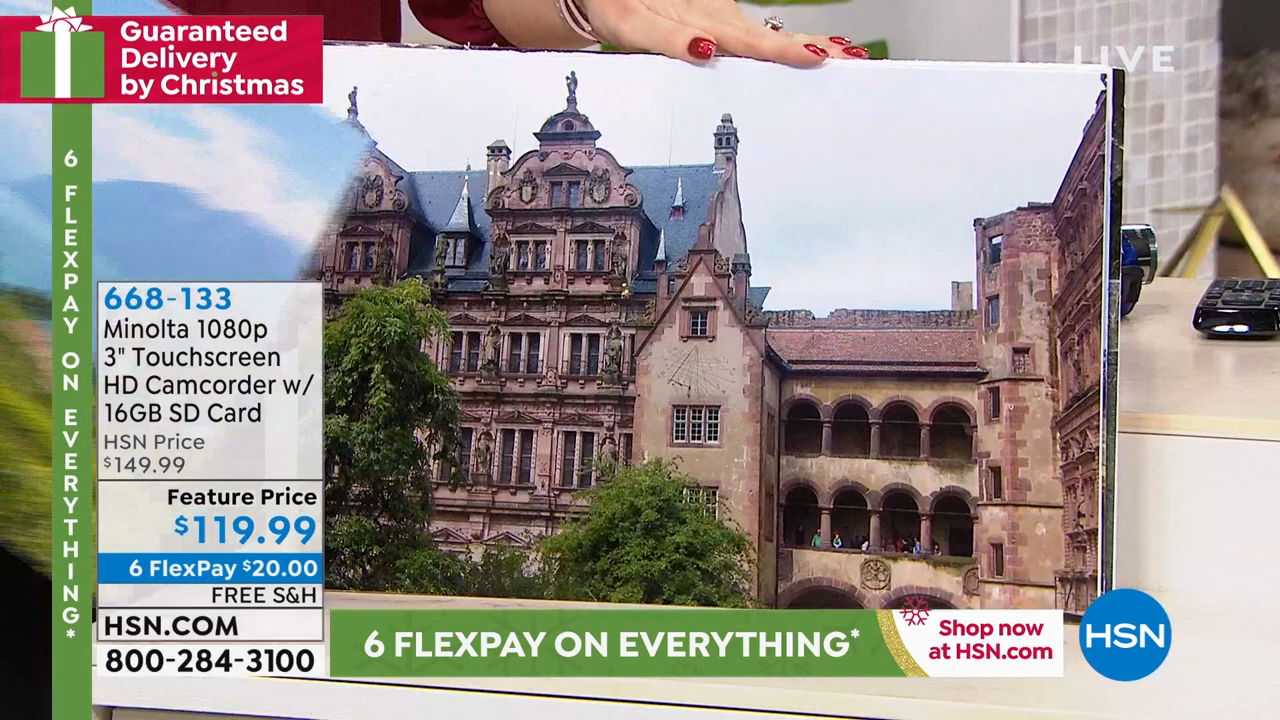 Guaranteed
Delivery
by Christmas
LIVE
6 FLEXPAY ON EVERYTHING*
668-133
Minolta 1080p
3" Touchscreen
HD Camcorder w/
16GB SD Card
HSN Price
$149.99
Feature Price
$119.99
6 FlexPay $20.00
FREE S&H
HSN.COM
800-284-3100
6 FLEXPAY ON EVERYTHING*
Shop now
at HSN.com
HSN